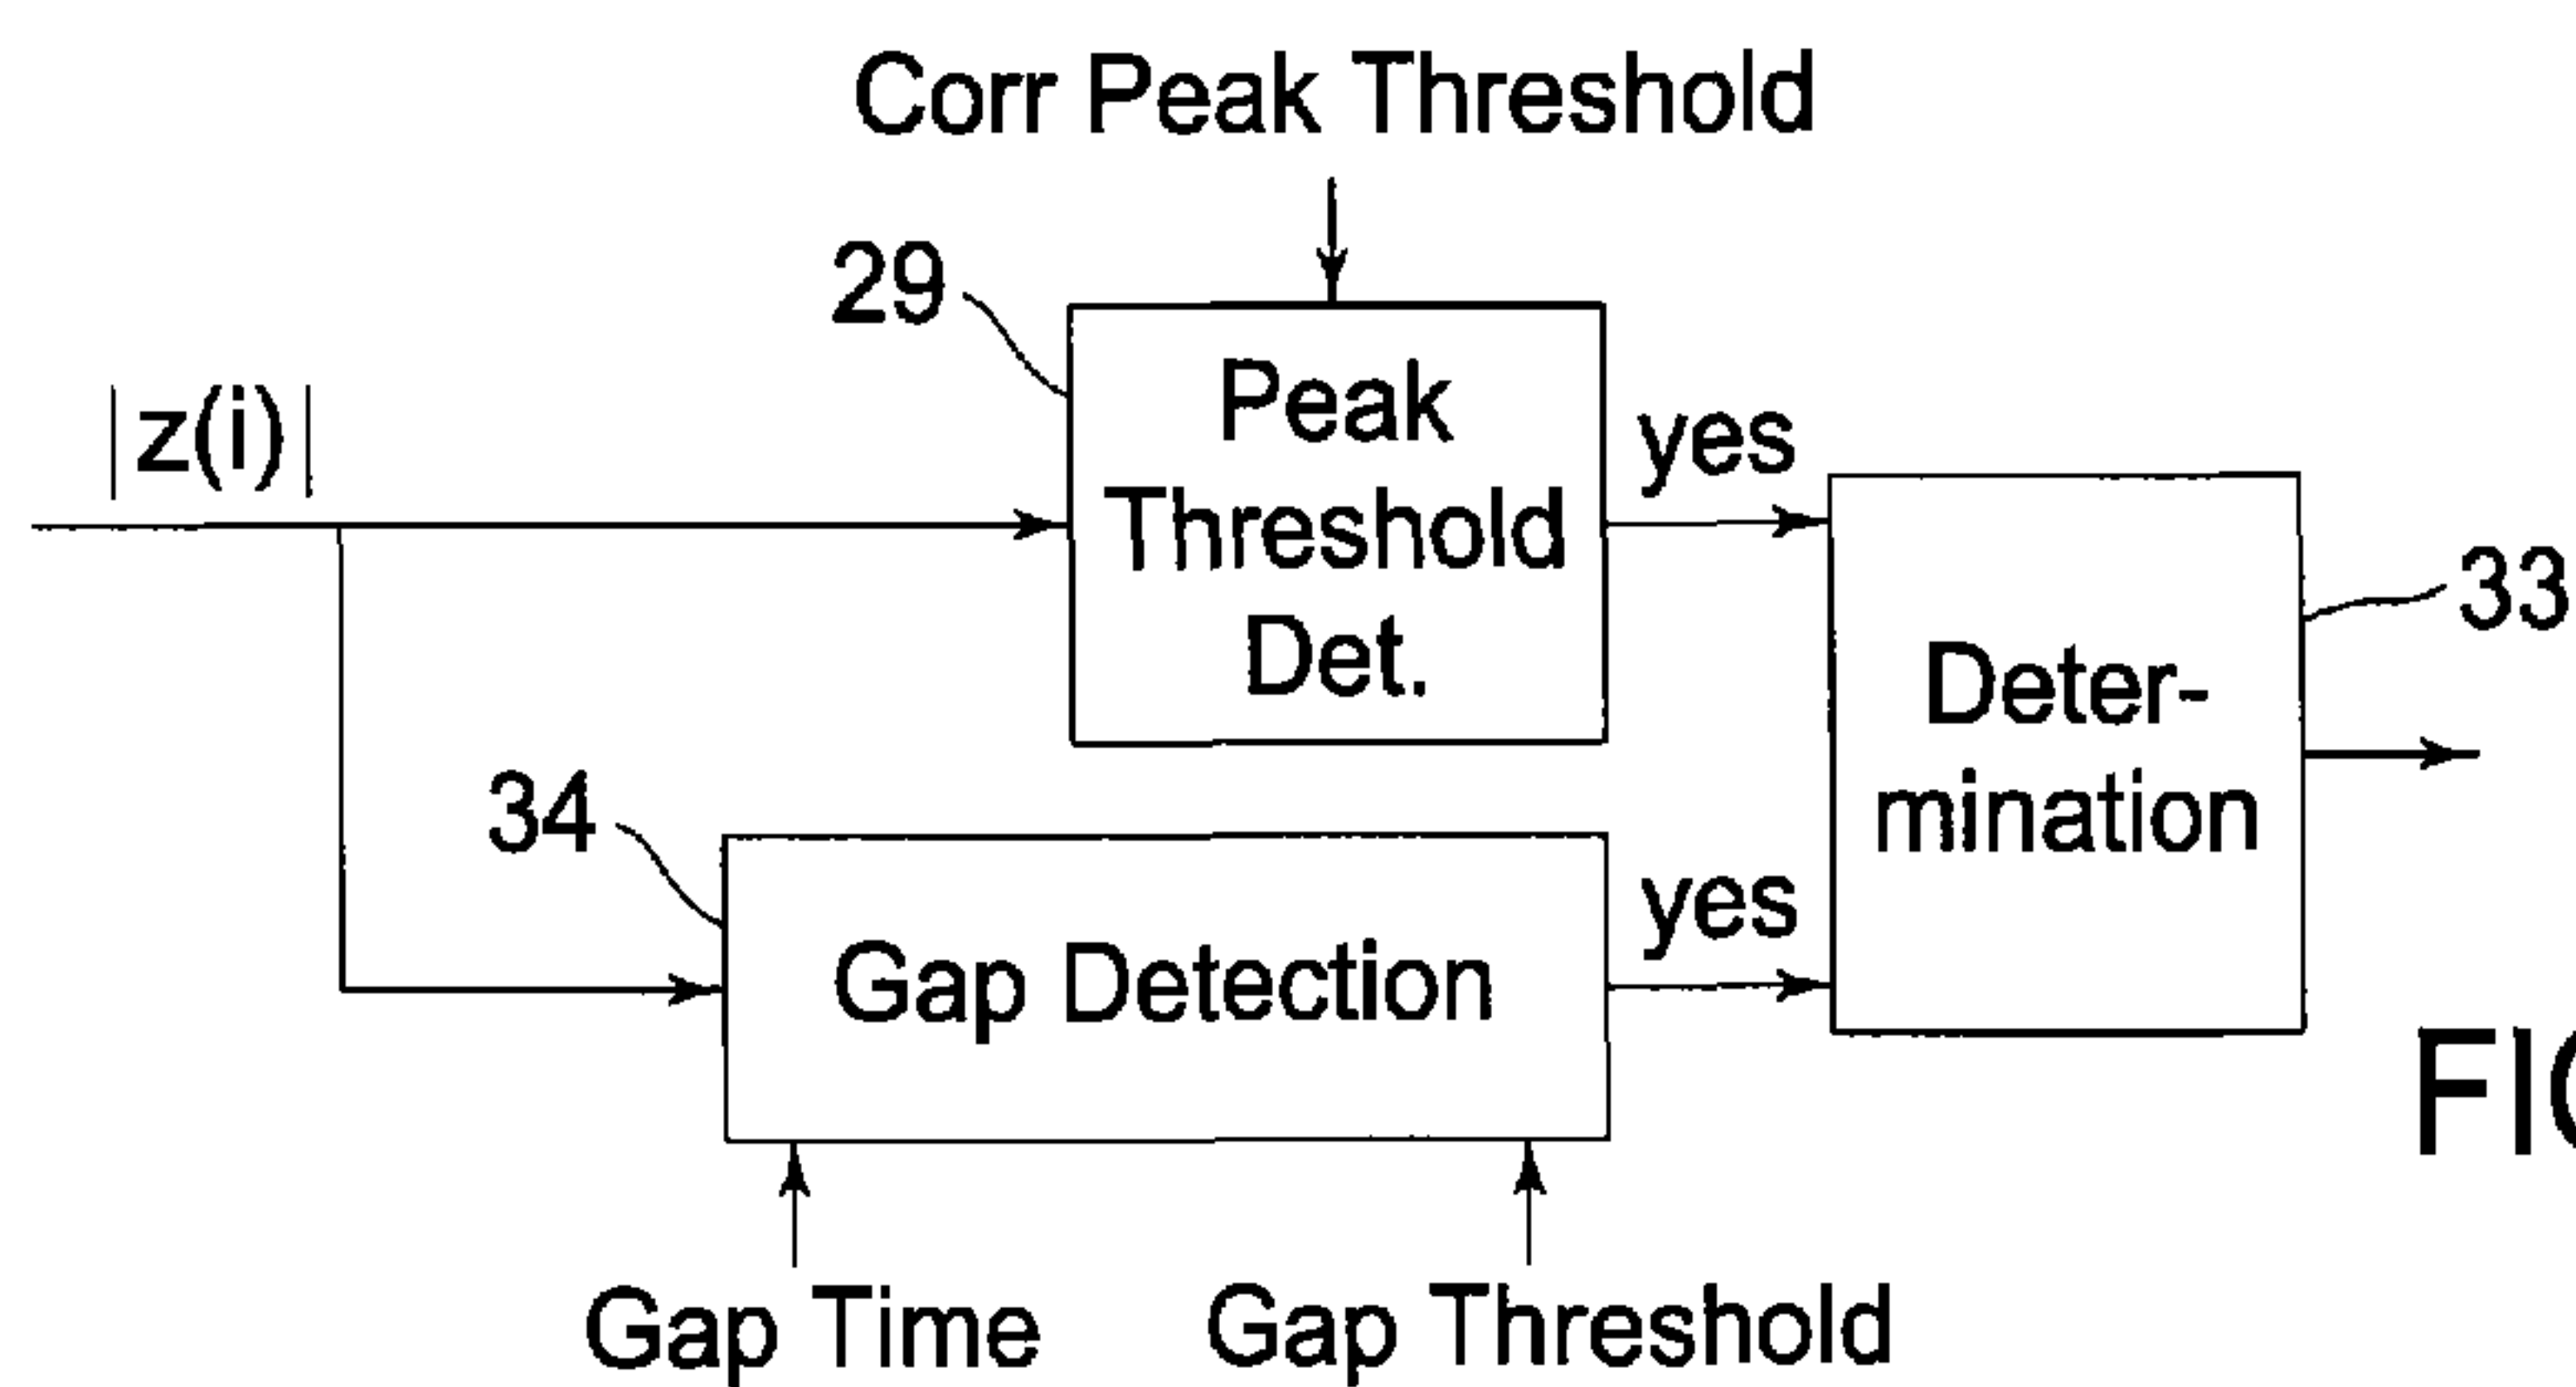 Corr Peak Threshold
29
|z(i)|
Peak
Threshold
Det.
yes
33
Deter-
mination
34
Gap Detection
yes
Gap Time
Gap Threshold